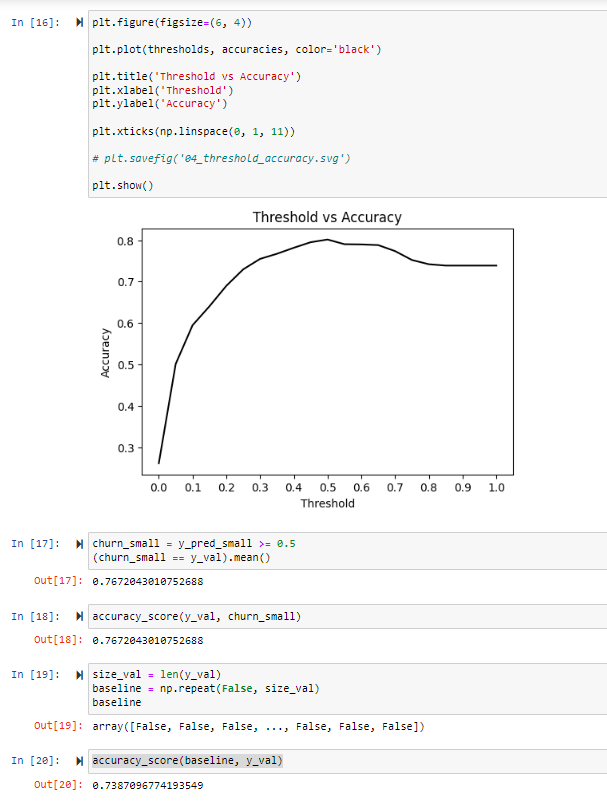 In [16]: plt.figure(figsize=(6, 4))
plt.plot(thresholds, accuracies, color='black')
plt.title('Threshold vs Accuracy')
plt.xlabel('Threshold')
plt.ylabel('Accuracy')
plt.xticks(np.linspace(0, 1, 11))
# plt.savefig('04_threshold_accuracy.svg')
plt.show()
Threshold vs Accuracy
0.8
0.7
0.6
0.5
0.4
0.3
Accuracy
0.0 0.1 0.2 0.3 0.4 0.5 0.6 0.7 0.8 0.9 1.0
Threshold
In [17]: churn_small = y_pred_small >= 0.5
(churn_small == y_val).mean()
Out[17]: 0.7672043010752688
In [18]: accuracy_score(y_val, churn_small)
Out[18]: 0.7672043010752688
In [19]: size_val = len(y_val)
baseline = np.repeat(False, size_val)
baseline
Out[19]: array([False, False, False, ..., False, False, False])
In [20]: accuracy_score(baseline, y_val)
Out[20]: 0.7387096774193549